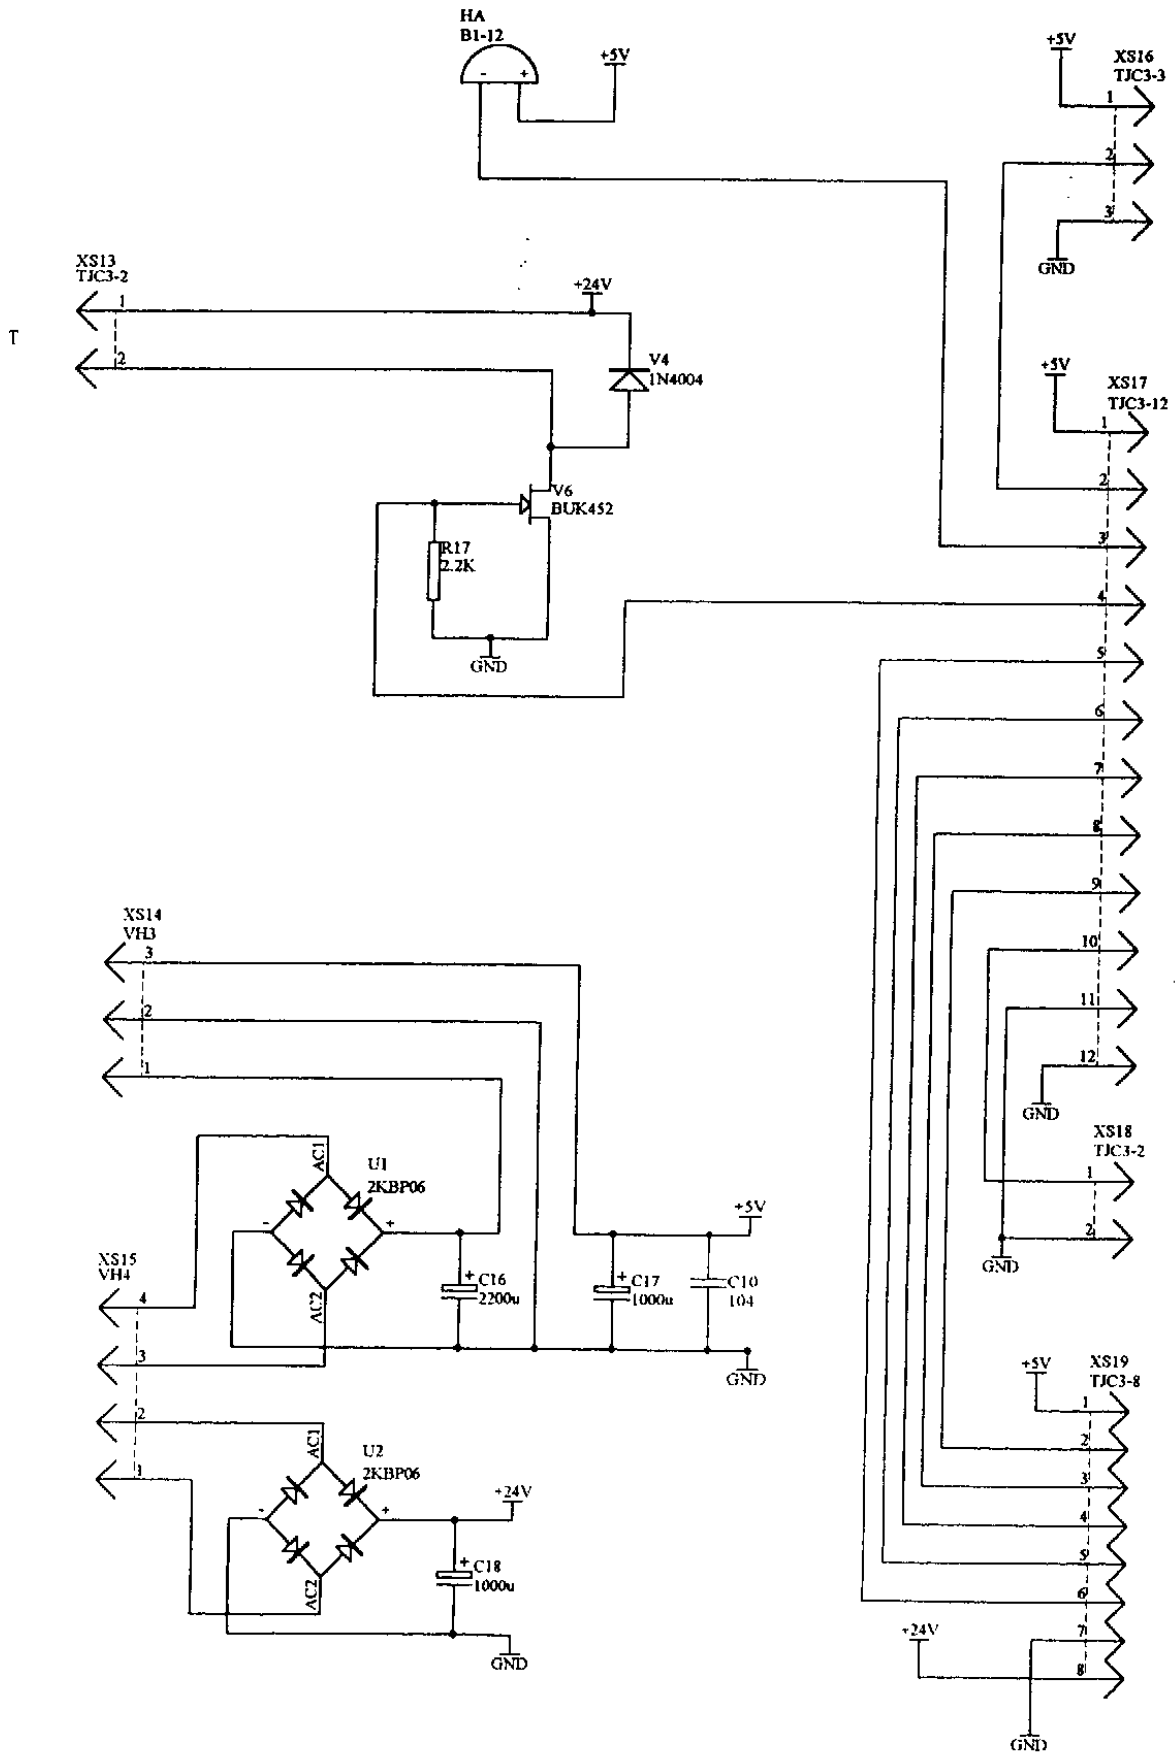 HA
B1-12
- +
+5V
+5V
XS16
TJC3-3
1
2
3
GND
XS13
TJC3-2
1
2
T
+24V
V4
1N4004
V6
BUK452
R17
2.2K
GND
+5V
XS17
TJC3-12
1
2
3
4
5
6
7
8
9
10
11
12
GND
XS14
VH3
3
2
1
AC1
U1
2KBP06
- +
AC2
C16
+
2200u
C17
+
1000u
C10
104
+5V
GND
XS15
VH4
4
3
2
1
AC1
U2
2KBP06
- +
AC2
+24V
C18
+
1000u
GND
XS18
TJC3-2
1
2
GND
+5V
XS19
TJC3-8
1
2
3
4
5
6
7
8
+24V
GND